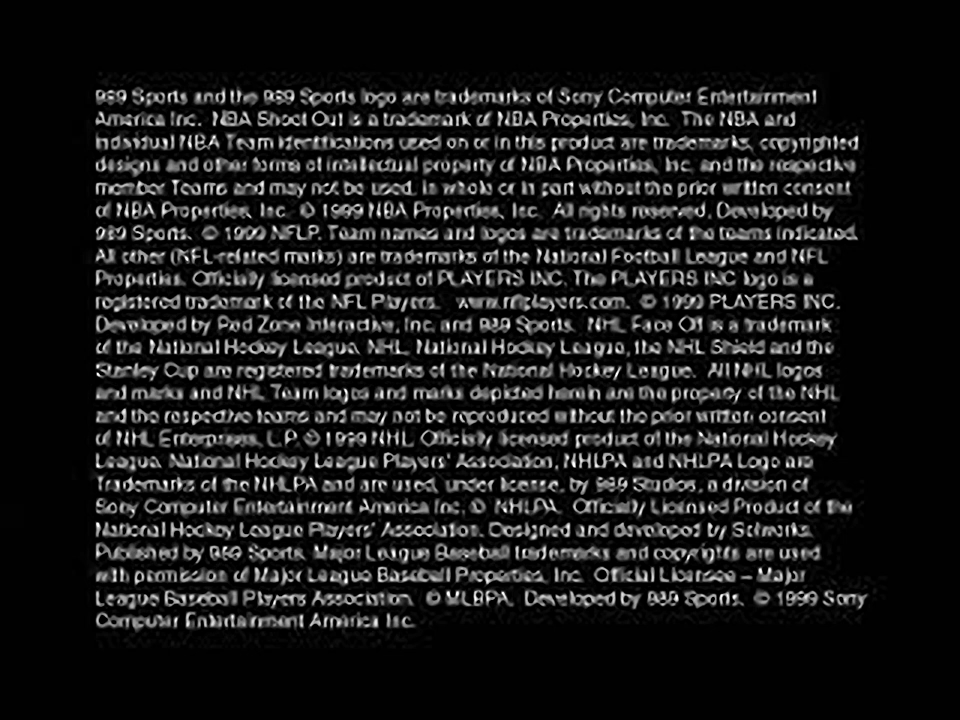 989 Sports and the 989 Sports logo are trademarks of Sony Computer Entertainment
America Inc. NBA Shoot Out is a trademark of NBA Properties, Inc. The NBA and
individual NBA Team identifications used on or in this product are trademarks, copyrighted
designs and other forms of intellectual property of NBA Properties, Inc. and the respective
member Teams and may not be used, in whole or in part without the prior written consent
of NBA Properties, Inc. © 1999 NBA Properties, Inc. All rights reserved. Developed by
989 Sports. © 1999 NFLP. Team names and logos are trademarks of the teams indicated.
All other (NFL-related marks) are trademarks of the National Football League and NFL
Properties. Officially licensed product of PLAYERS INC. The PLAYERS INC logo is a
registered trademark of the NFL Players. www.nflplayers.com. © 1999 PLAYERS INC.
Developed by Red Zone Interactive, Inc. and 989 Sports. NHL Face Off is a trademark
of the National Hockey League. NHL, National Hockey League, the NHL Shield and the
Stanley Cup are registered trademarks of the National Hockey League. All NHL logos
and marks and NHL Team logos and marks depicted herein are the property of the NHL
and the respective teams and may not be reproduced without the prior written consent
of NHL Enterprises, L.P. © 1999 NHL. Officially licensed product of the National Hockey
League. National Hockey League Players' Association, NHLPA and NHLPA Logo are
Trademarks of the NHLPA and are used, under license, by 989 Studios, a division of
Sony Computer Entertainment America Inc. © NHLPA. Officially Licensed Product of the
National Hockey League Players' Association. Designed and developed by Solworks.
Published by 989 Sports. Major League Baseball trademarks and copyrights are used
with permission of Major League Baseball Properties, Inc. Official Licensee – Major
League Baseball Players Association. © MLBPA. Developed by 989 Sports. © 1999 Sony
Computer Entertainment America Inc.